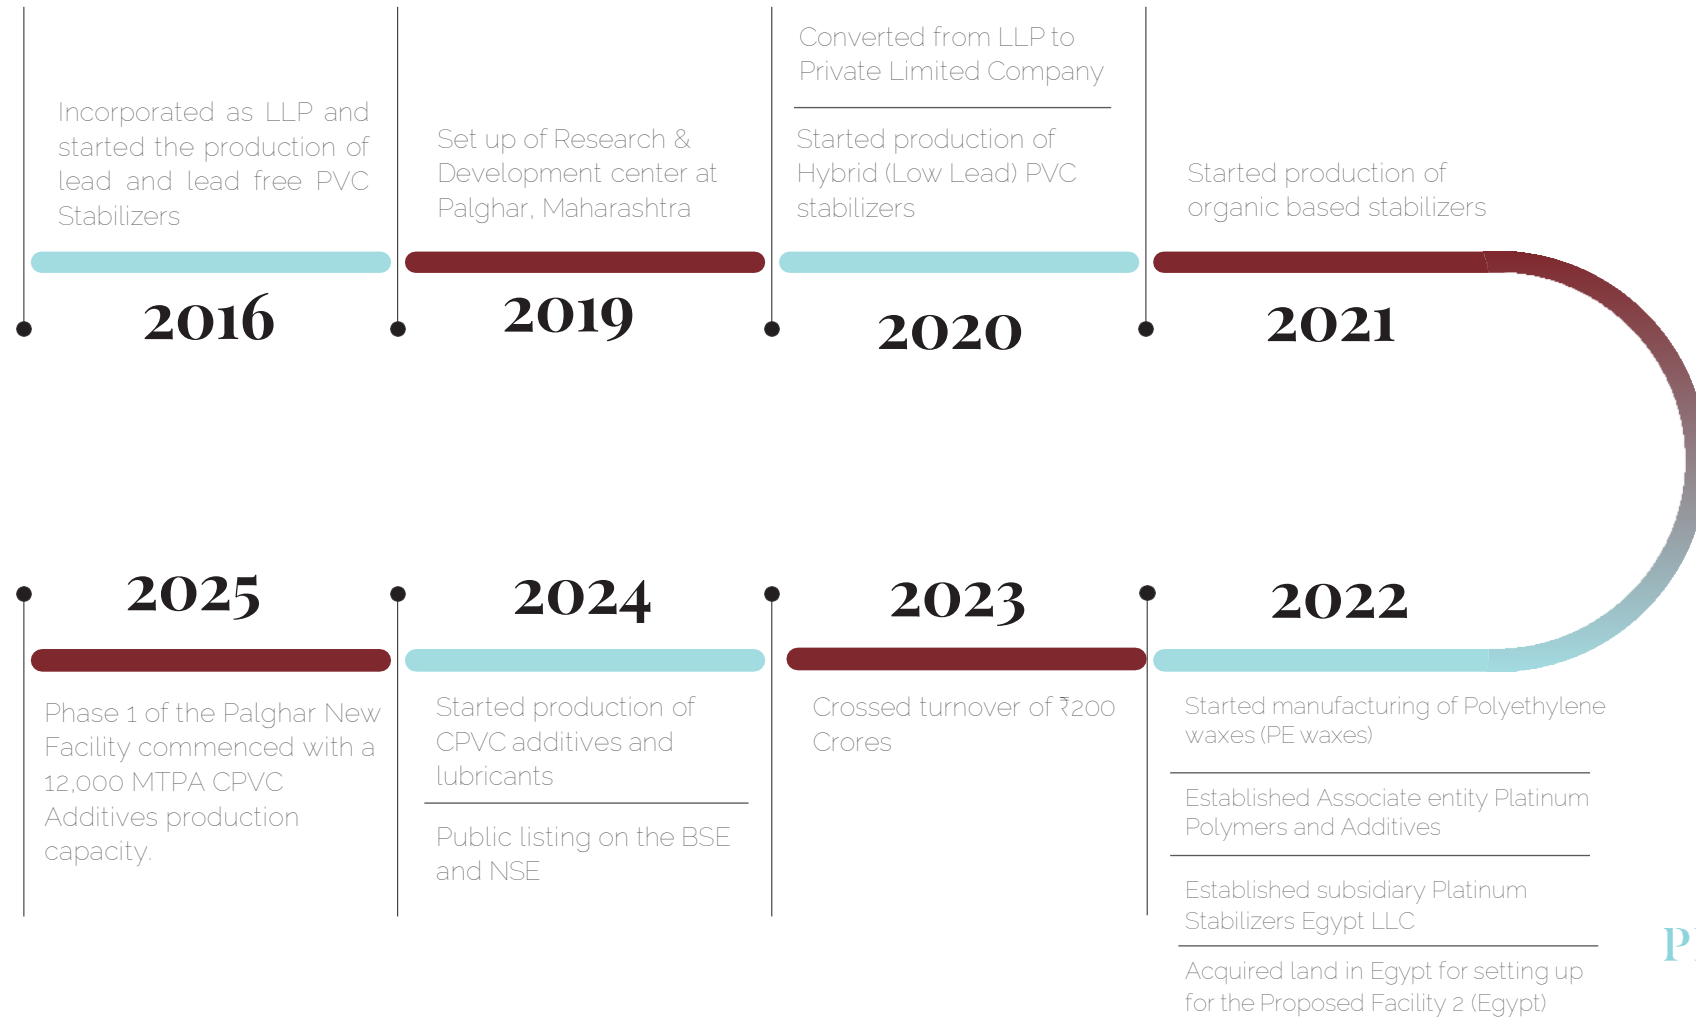 Incorporated as LLP and
started the production of
lead and lead free PVC
Stabilizers
2016
Set up of Research &
Development center at
Palghar, Maharashtra
2019
Converted from LLP to
Private Limited Company
Started production of
Hybrid (Low Lead) PVC
stabilizers
2020
Started production of
organic based stabilizers
2021
2022
Started manufacturing of Polyethylene
waxes (PE waxes)
Established Associate entity Platinum
Polymers and Additives
Established subsidiary Platinum
Stabilizers Egypt LLC
Acquired land in Egypt for setting up
for the Proposed Facility 2 (Egypt)
2023
Crossed turnover of ₹200
Crores
2024
Started production of
CPVC additives and
lubricants
Public listing on the BSE
and NSE
2025
Phase 1 of the Palghar New
Facility commenced with a
12,000 MTPA CPVC
Additives production
capacity.